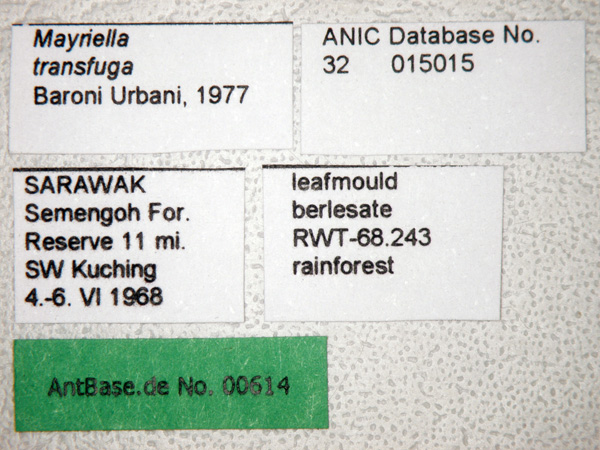 Mayriella
transfuga
Baroni Urbani, 1977
ANIC Database No.
32 015015
SARAWAK
Semengoh For.
Reserve 11 mi.
SW Kuching
4.-6. VI 1968
leafmould
berlesate
RWT-68.243
rainforest
AntBase.de No. 00614